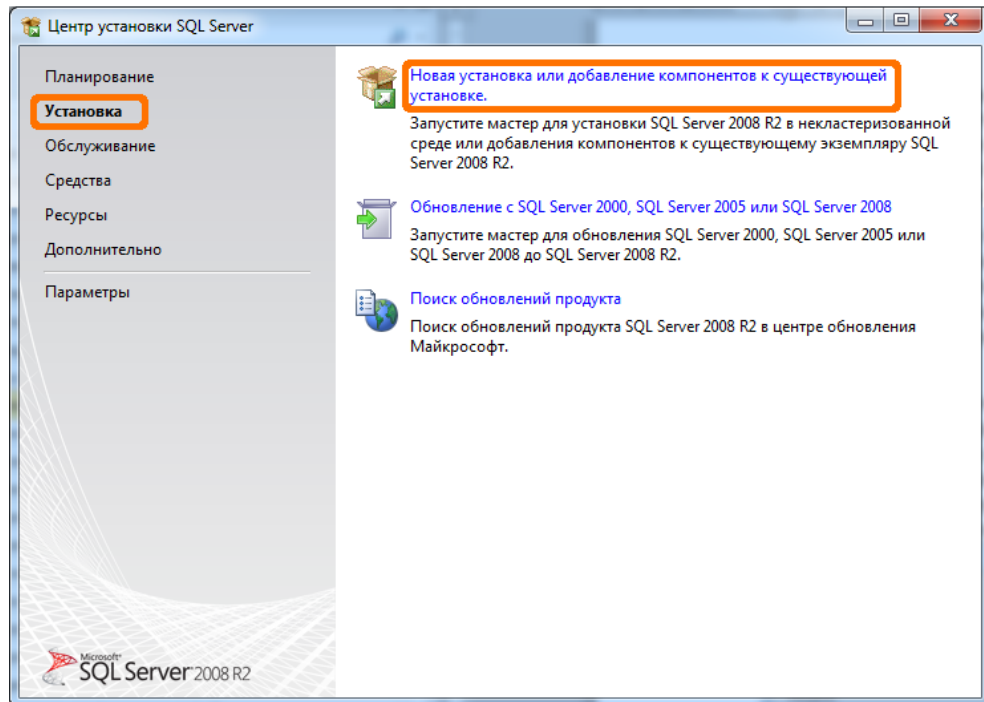 Центр установки SQL Server
Планирование
Установка
Обслуживание
Средства
Ресурсы
Дополнительно
Параметры
Новая установка или добавление компонентов к существующей
установке.
Запустите мастер для установки SQL Server 2008 R2 в некластеризованной
среде или добавления компонентов к существующему экземпляру SQL
Server 2008 R2.
Обновление с SQL Server 2000, SQL Server 2005 или SQL Server 2008
Запустите мастер для обновления SQL Server 2000, SQL Server 2005 или
SQL Server 2008 до SQL Server 2008 R2.
Поиск обновлений продукта
Поиск обновлений продукта SQL Server 2008 R2 в центре обновления
Майкрософт.
Microsoft®
SQL Server 2008 R2